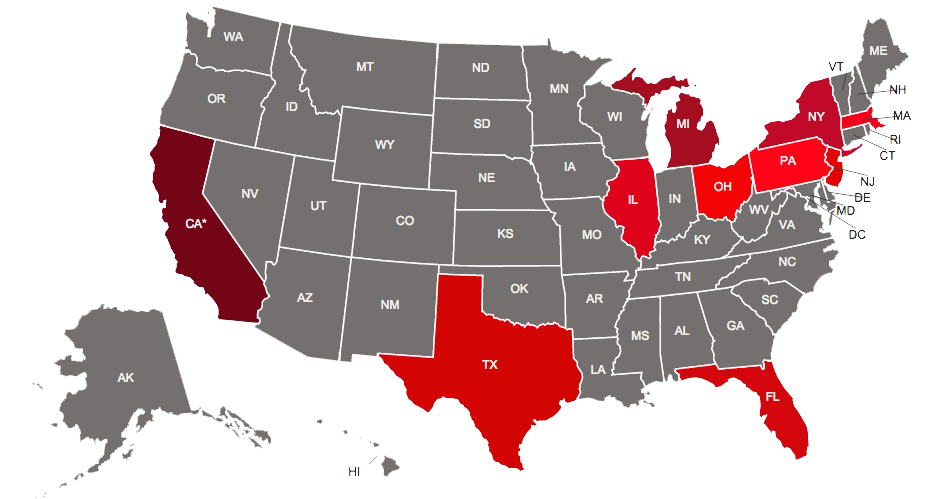 WA
MT
ND
MN
ME
VT
NH
OR
ID
SD
WI
MI
NY
MA
RI
WY
IA
PA
CT
NE
OH
NJ
NV
UT
CO
IL
IN
DE
WV
MD
CA*
KS
MO
KY
VA
DC
NC
TN
AZ
NM
OK
AR
SC
MS
AL
GA
TX
LA
FL
AK
HI